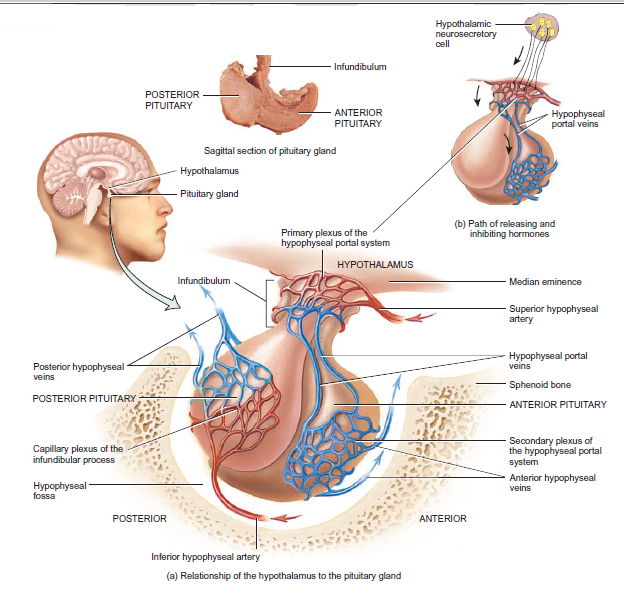 Hypothalamic
neurosecretory
cell
Infundibulum
POSTERIOR
PITUITARY
ANTERIOR
PITUITARY
Hypophyseal
portal veins
Sagittal section of pituitary gland
Hypothalamus
Pituitary gland
(b) Path of releasing and
inhibiting hormones
Primary plexus of the
hypophyseal portal system
HYPOTHALAMUS
Infundibulum
Median eminence
Superior hypophyseal
artery
Posterior hypophyseal
veins
Hypophyseal portal
veins
Sphenoid bone
POSTERIOR PITUITARY
ANTERIOR PITUITARY
Capillary plexus of the
infundibular process
Secondary plexus of
the hypophyseal portal
system
Hypophyseal
fossa
Anterior hypophyseal
veins
POSTERIOR
ANTERIOR
Inferior hypophyseal artery
(a) Relationship of the hypothalamus to the pituitary gland